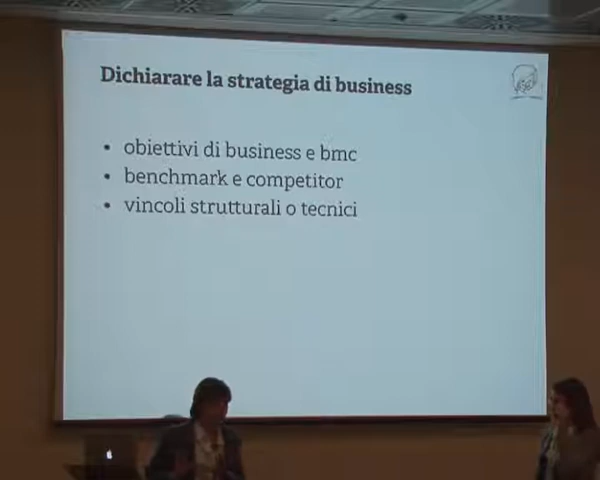 Dichiarare la strategia di business
• obiettivi di business e bmc
• benchmark e competitor
• vincoli strutturali o tecnici